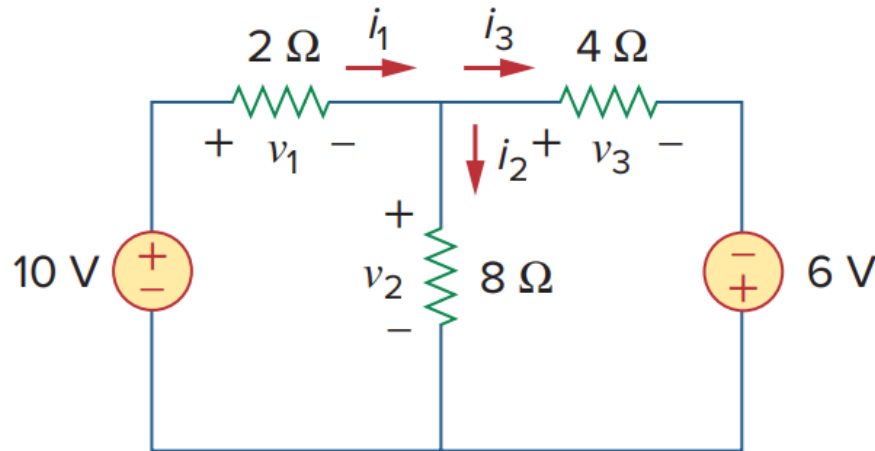 2 Ω i₁ i₃ 4 Ω
+ v₁ − i₂ + v₃ −
10 V + − + v₂ − 8 Ω − + 6 V